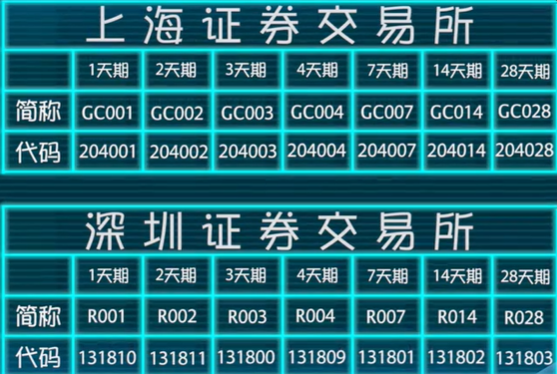 上海证券交易所
1天期 2天期 3天期 4天期 7天期 14天期 28天期
简称 GC001 GC002 GC003 GC004 GC007 GC014 GC028
代码 204001 204002 204003 204004 204007 204014 204028
深圳证券交易所
1天期 2天期 3天期 4天期 7天期 14天期 28天期
简称 R001 R002 R003 R004 R007 R014 R028
代码 131810 131811 131800 131809 131801 131802 131803